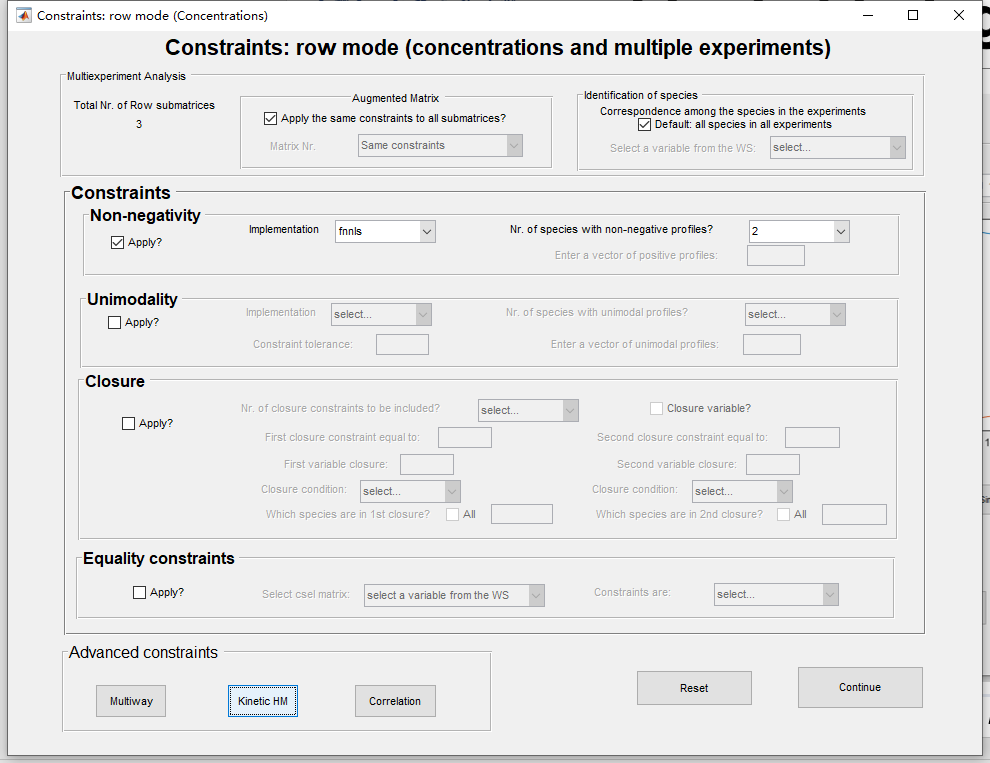 Constraints: row mode (Concentrations)
Constraints: row mode (concentrations and multiple experiments)
Multiexperiment Analysis
Total Nr. of Row submatrices
3
Augmented Matrix
Apply the same constraints to all submatrices?
Matrix Nr.
Same constraints
Identification of species
Correspondence among the species in the experiments
Default: all species in all experiments
Select a variable from the WS:
select...
Constraints
Non-negativity
Apply?
Implementation
fnnls
Nr. of species with non-negative profiles?
2
Enter a vector of positive profiles:
Unimodality
Apply?
Implementation
select...
Nr. of species with unimodal profiles?
select...
Constraint tolerance:
Enter a vector of unimodal profiles:
Closure
Apply?
Nr. of closure constraints to be included?
select...
Closure variable?
First closure constraint equal to:
Second closure constraint equal to:
First variable closure:
Second variable closure:
Closure condition:
select...
Closure condition:
select...
Which species are in 1st closure?
All
Which species are in 2nd closure?
All
Equality constraints
Apply?
Select csel matrix:
select a variable from the WS
Constraints are:
select...
Advanced constraints
Multiway
Kinetic HM
Correlation
Reset
Continue